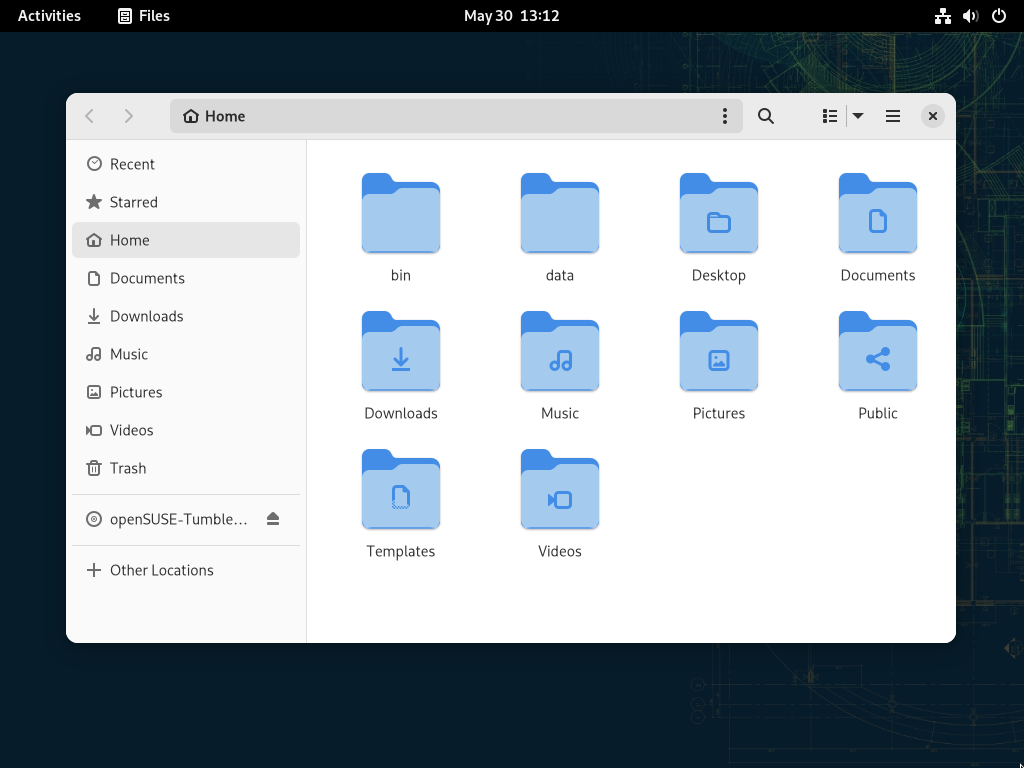 Activities
Files
May 30 13:12
Home
Recent
Starred
Home
Documents
Downloads
Music
Pictures
Videos
Trash
openSUSE-Tumble...
Other Locations
bin
data
Desktop
Documents
Downloads
Music
Pictures
Public
Templates
Videos